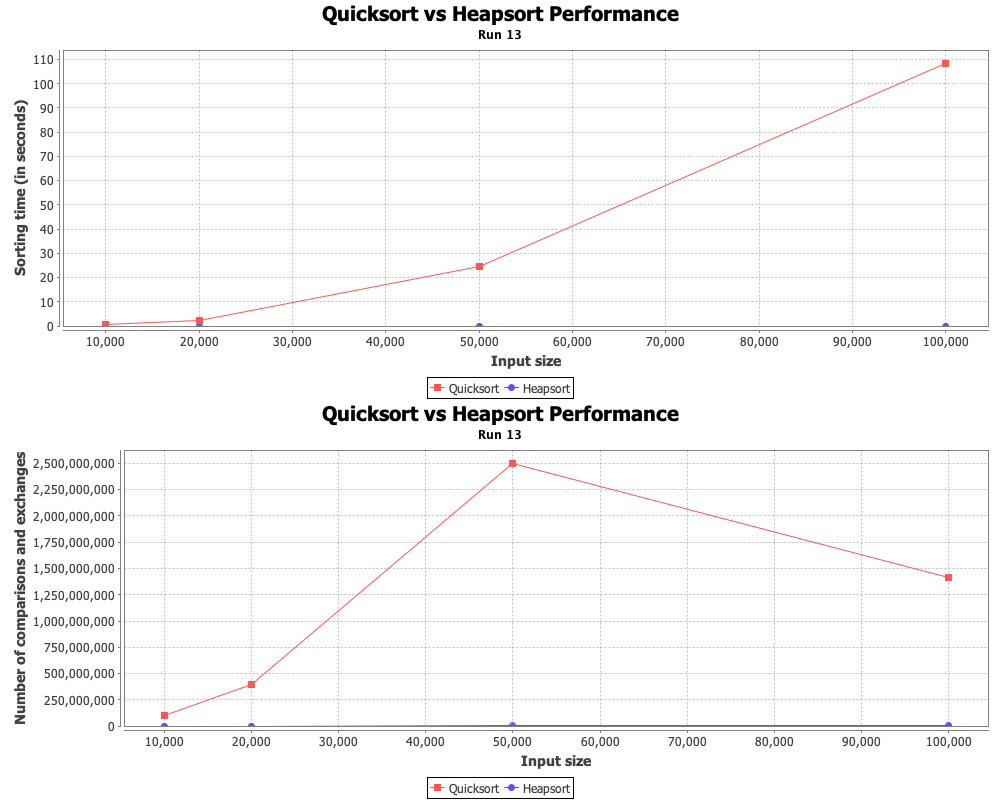 Quicksort vs Heapsort Performance
Run 13
Sorting time (in seconds)
110
100
90
80
70
60
50
40
30
20
10
0
10,000 20,000 30,000 40,000 50,000 60,000 70,000 80,000 90,000 100,000
Input size
Quicksort Heapsort
Quicksort vs Heapsort Performance
Run 13
Number of comparisons and exchanges
2,500,000,000
2,250,000,000
2,000,000,000
1,750,000,000
1,500,000,000
1,250,000,000
1,000,000,000
750,000,000
500,000,000
250,000,000
0
10,000 20,000 30,000 40,000 50,000 60,000 70,000 80,000 90,000 100,000
Input size
Quicksort Heapsort